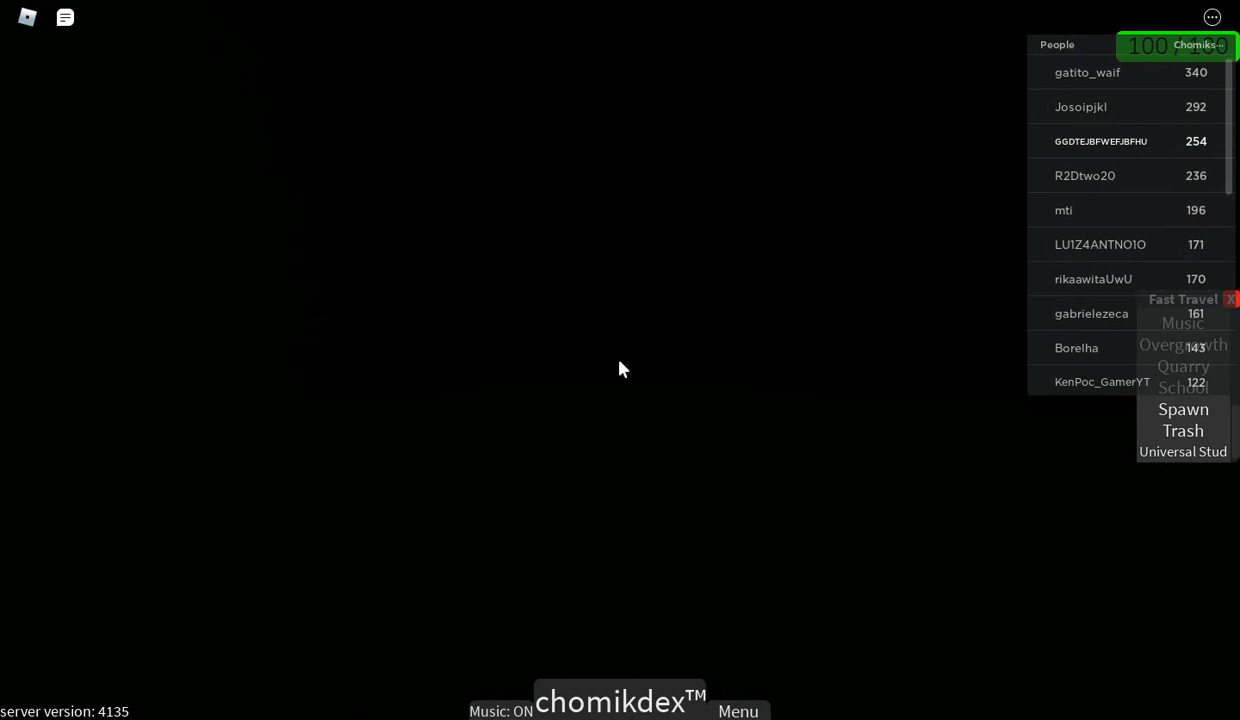 100 / 100
People Chomiks...
gatito_waif 340
Josoipjkl 292
GGDTEJBFWEFJBFHU 254
R2Dtwo20 236
mti 196
LU1Z4ANTNO1O 171
rikaawitaUwU 170
gabrielezeca 161
Borelha 143
KenPoc_GamerYT 122
Fast Travel X
Music
Overgrowth
Quarry
School
Spawn
Trash
Universal Stud
server version: 4135
Music: ON
chomikdex™
Menu